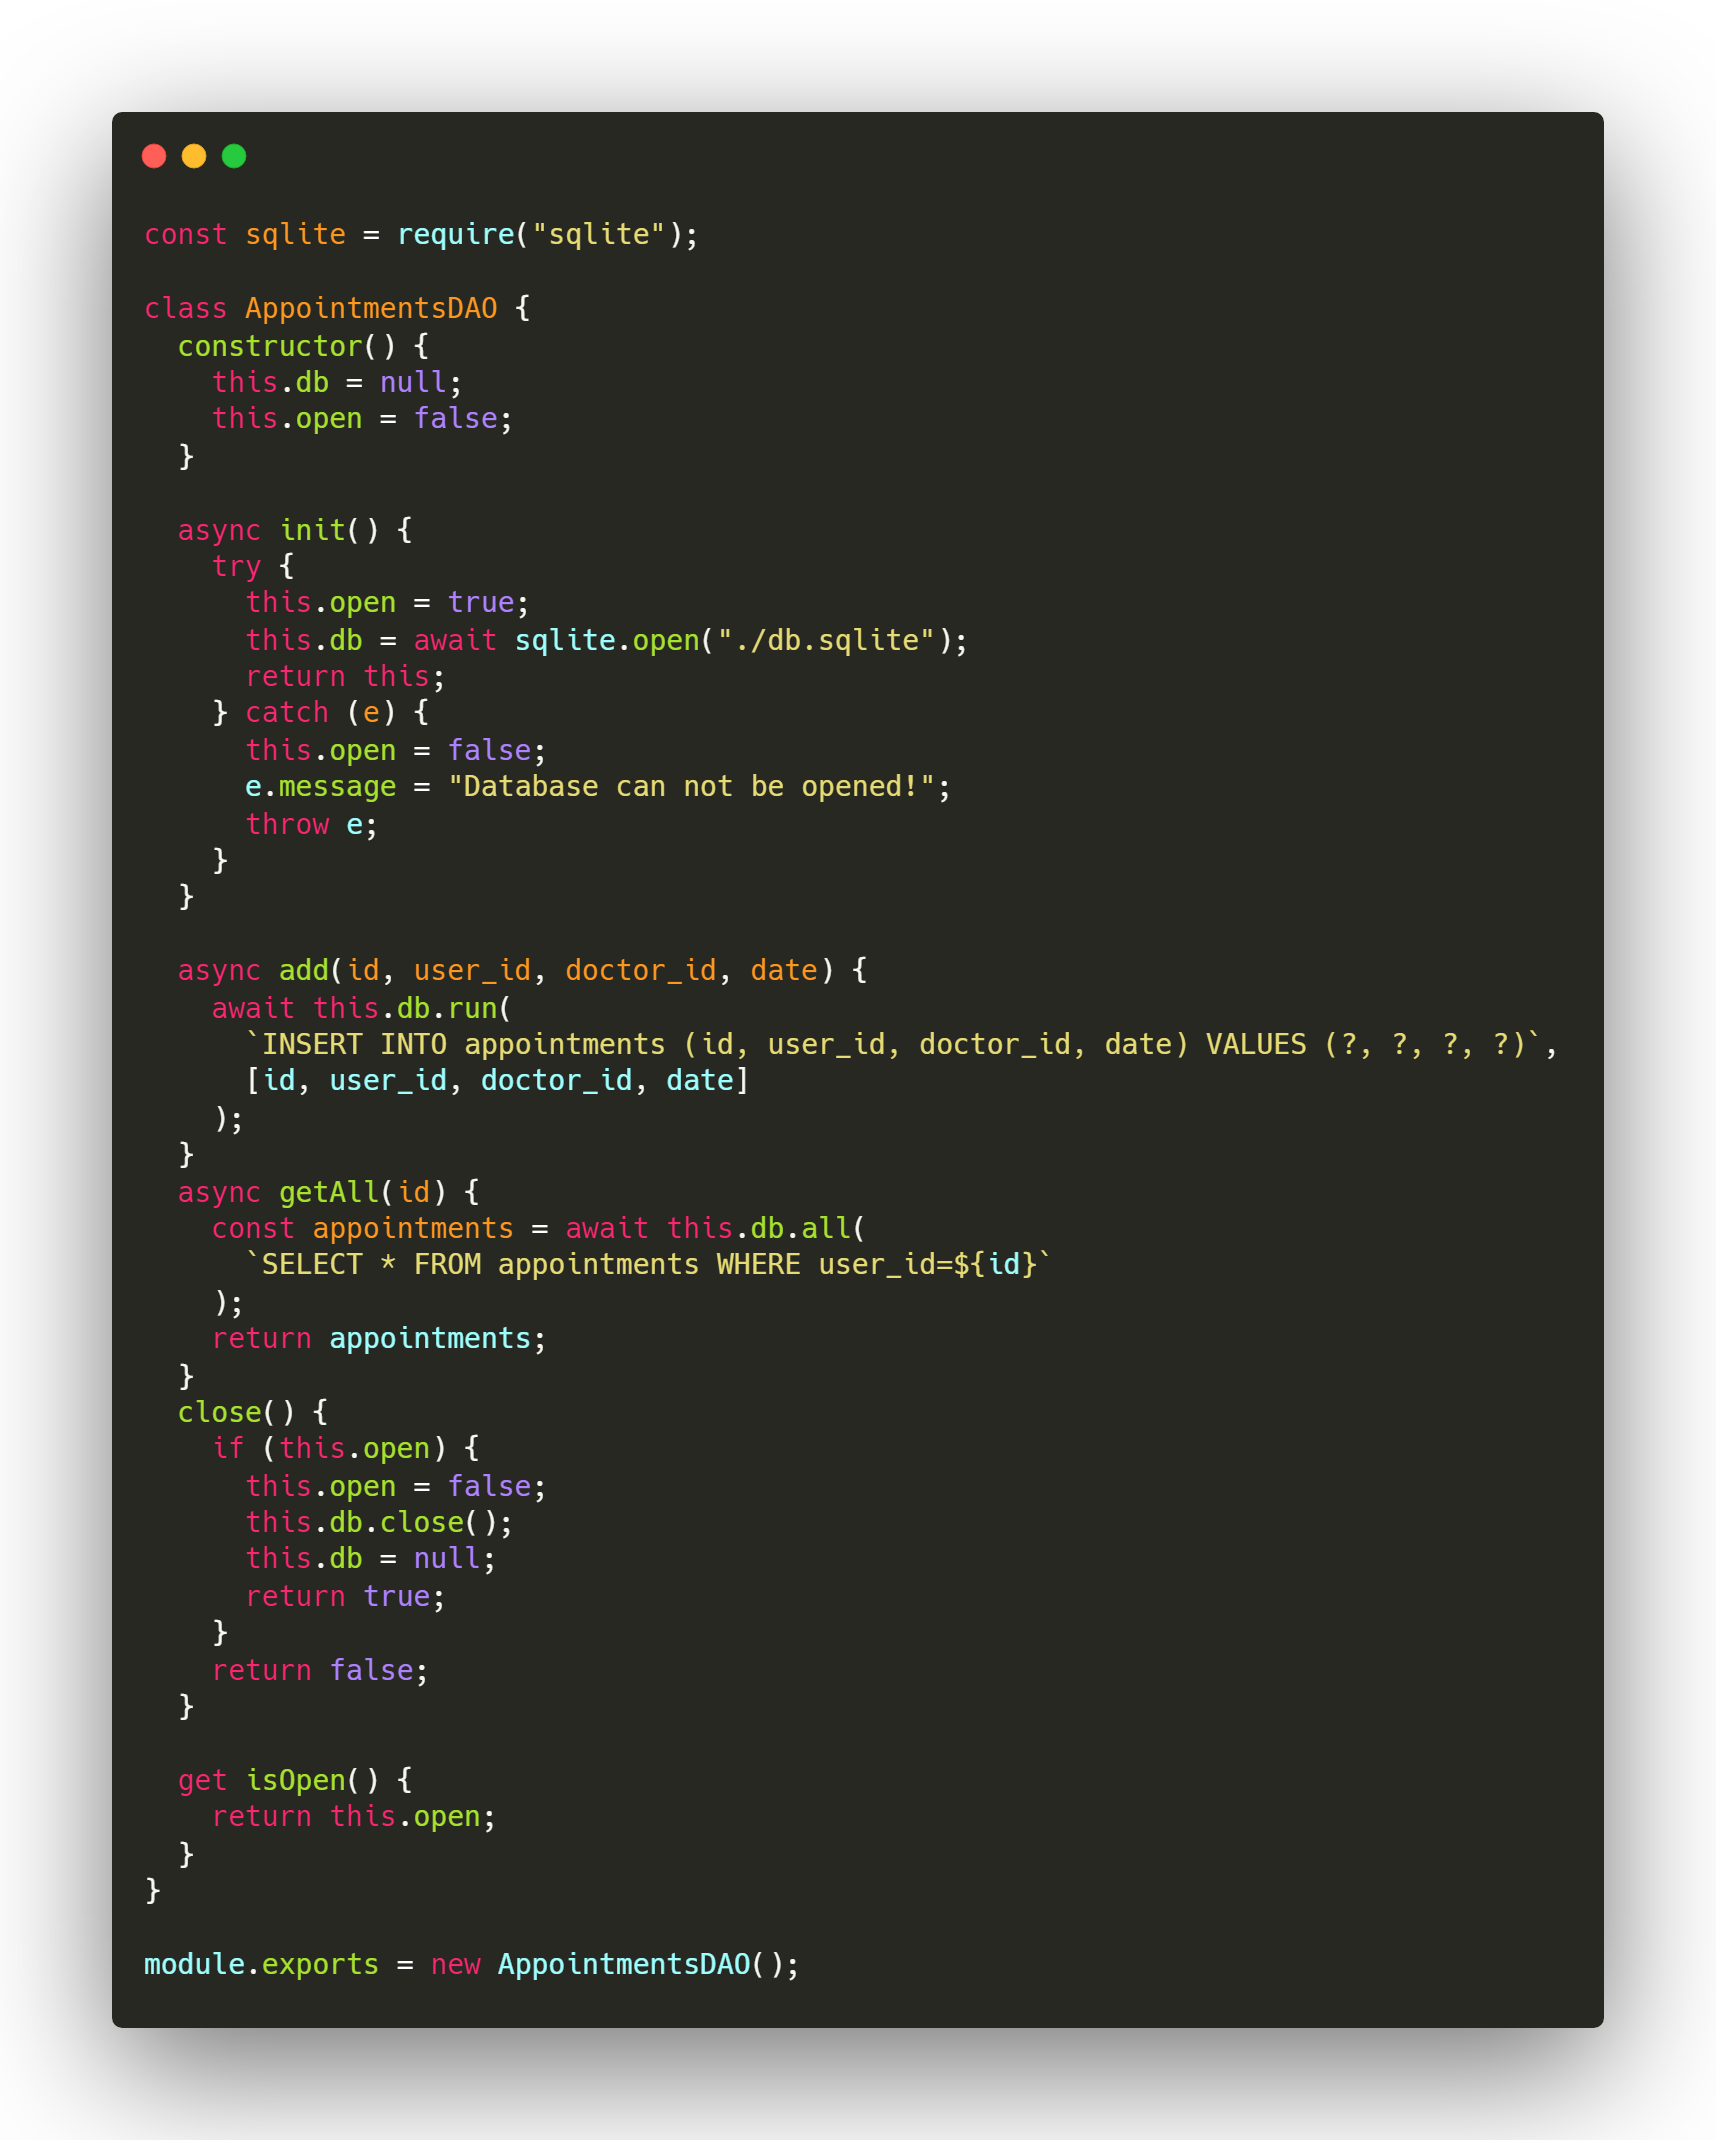 const sqlite = require("sqlite");

class AppointmentsDAO {
  constructor() {
    this.db = null;
    this.open = false;
  }

  async init() {
    try {
      this.open = true;
      this.db = await sqlite.open("./db.sqlite");
      return this;
    } catch (e) {
      this.open = false;
      e.message = "Database can not be opened!";
      throw e;
    }
  }

  async add(id, user_id, doctor_id, date) {
    await this.db.run(
      `INSERT INTO appointments (id, user_id, doctor_id, date) VALUES (?, ?, ?, ?)`,
      [id, user_id, doctor_id, date]
    );
  }
  async getAll(id) {
    const appointments = await this.db.all(
      `SELECT * FROM appointments WHERE user_id=${id}`
    );
    return appointments;
  }
  close() {
    if (this.open) {
      this.open = false;
      this.db.close();
      this.db = null;
      return true;
    }
    return false;
  }

  get isOpen() {
    return this.open;
  }
}

module.exports = new AppointmentsDAO();